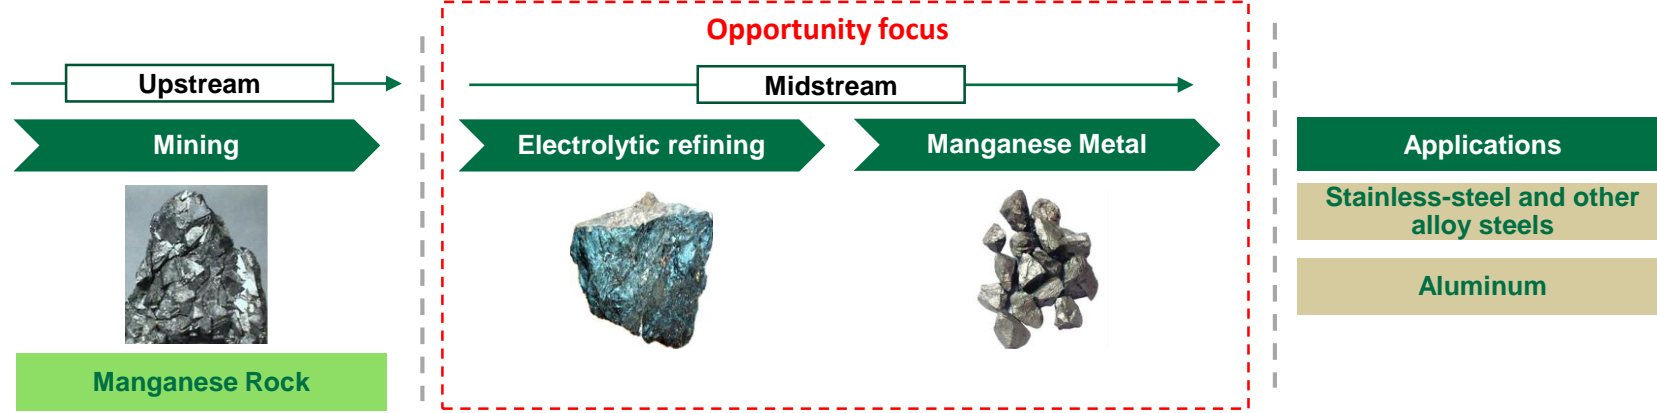 Opportunity focus
Upstream
Midstream
Mining
Electrolytic refining
Manganese Metal
Applications
Stainless-steel and other
alloy steels
Aluminum
Manganese Rock